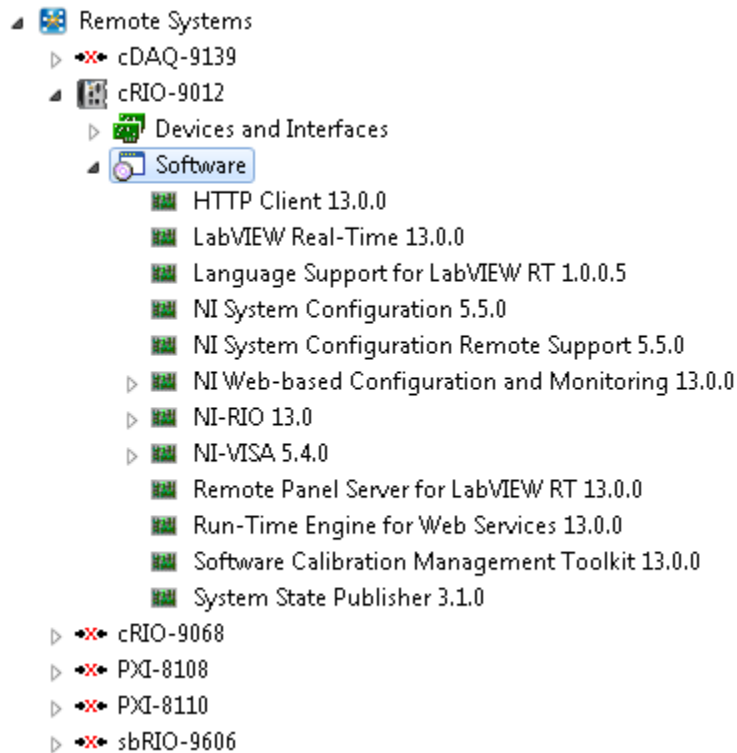 Remote Systems
cDAQ-9139
cRIO-9012
Devices and Interfaces
Software
HTTP Client 13.0.0
LabVIEW Real-Time 13.0.0
Language Support for LabVIEW RT 1.0.0.5
NI System Configuration 5.5.0
NI System Configuration Remote Support 5.5.0
NI Web-based Configuration and Monitoring 13.0.0
NI-RIO 13.0
NI-VISA 5.4.0
Remote Panel Server for LabVIEW RT 13.0.0
Run-Time Engine for Web Services 13.0.0
Software Calibration Management Toolkit 13.0.0
System State Publisher 3.1.0
cRIO-9068
PXI-8108
PXI-8110
sbRIO-9606